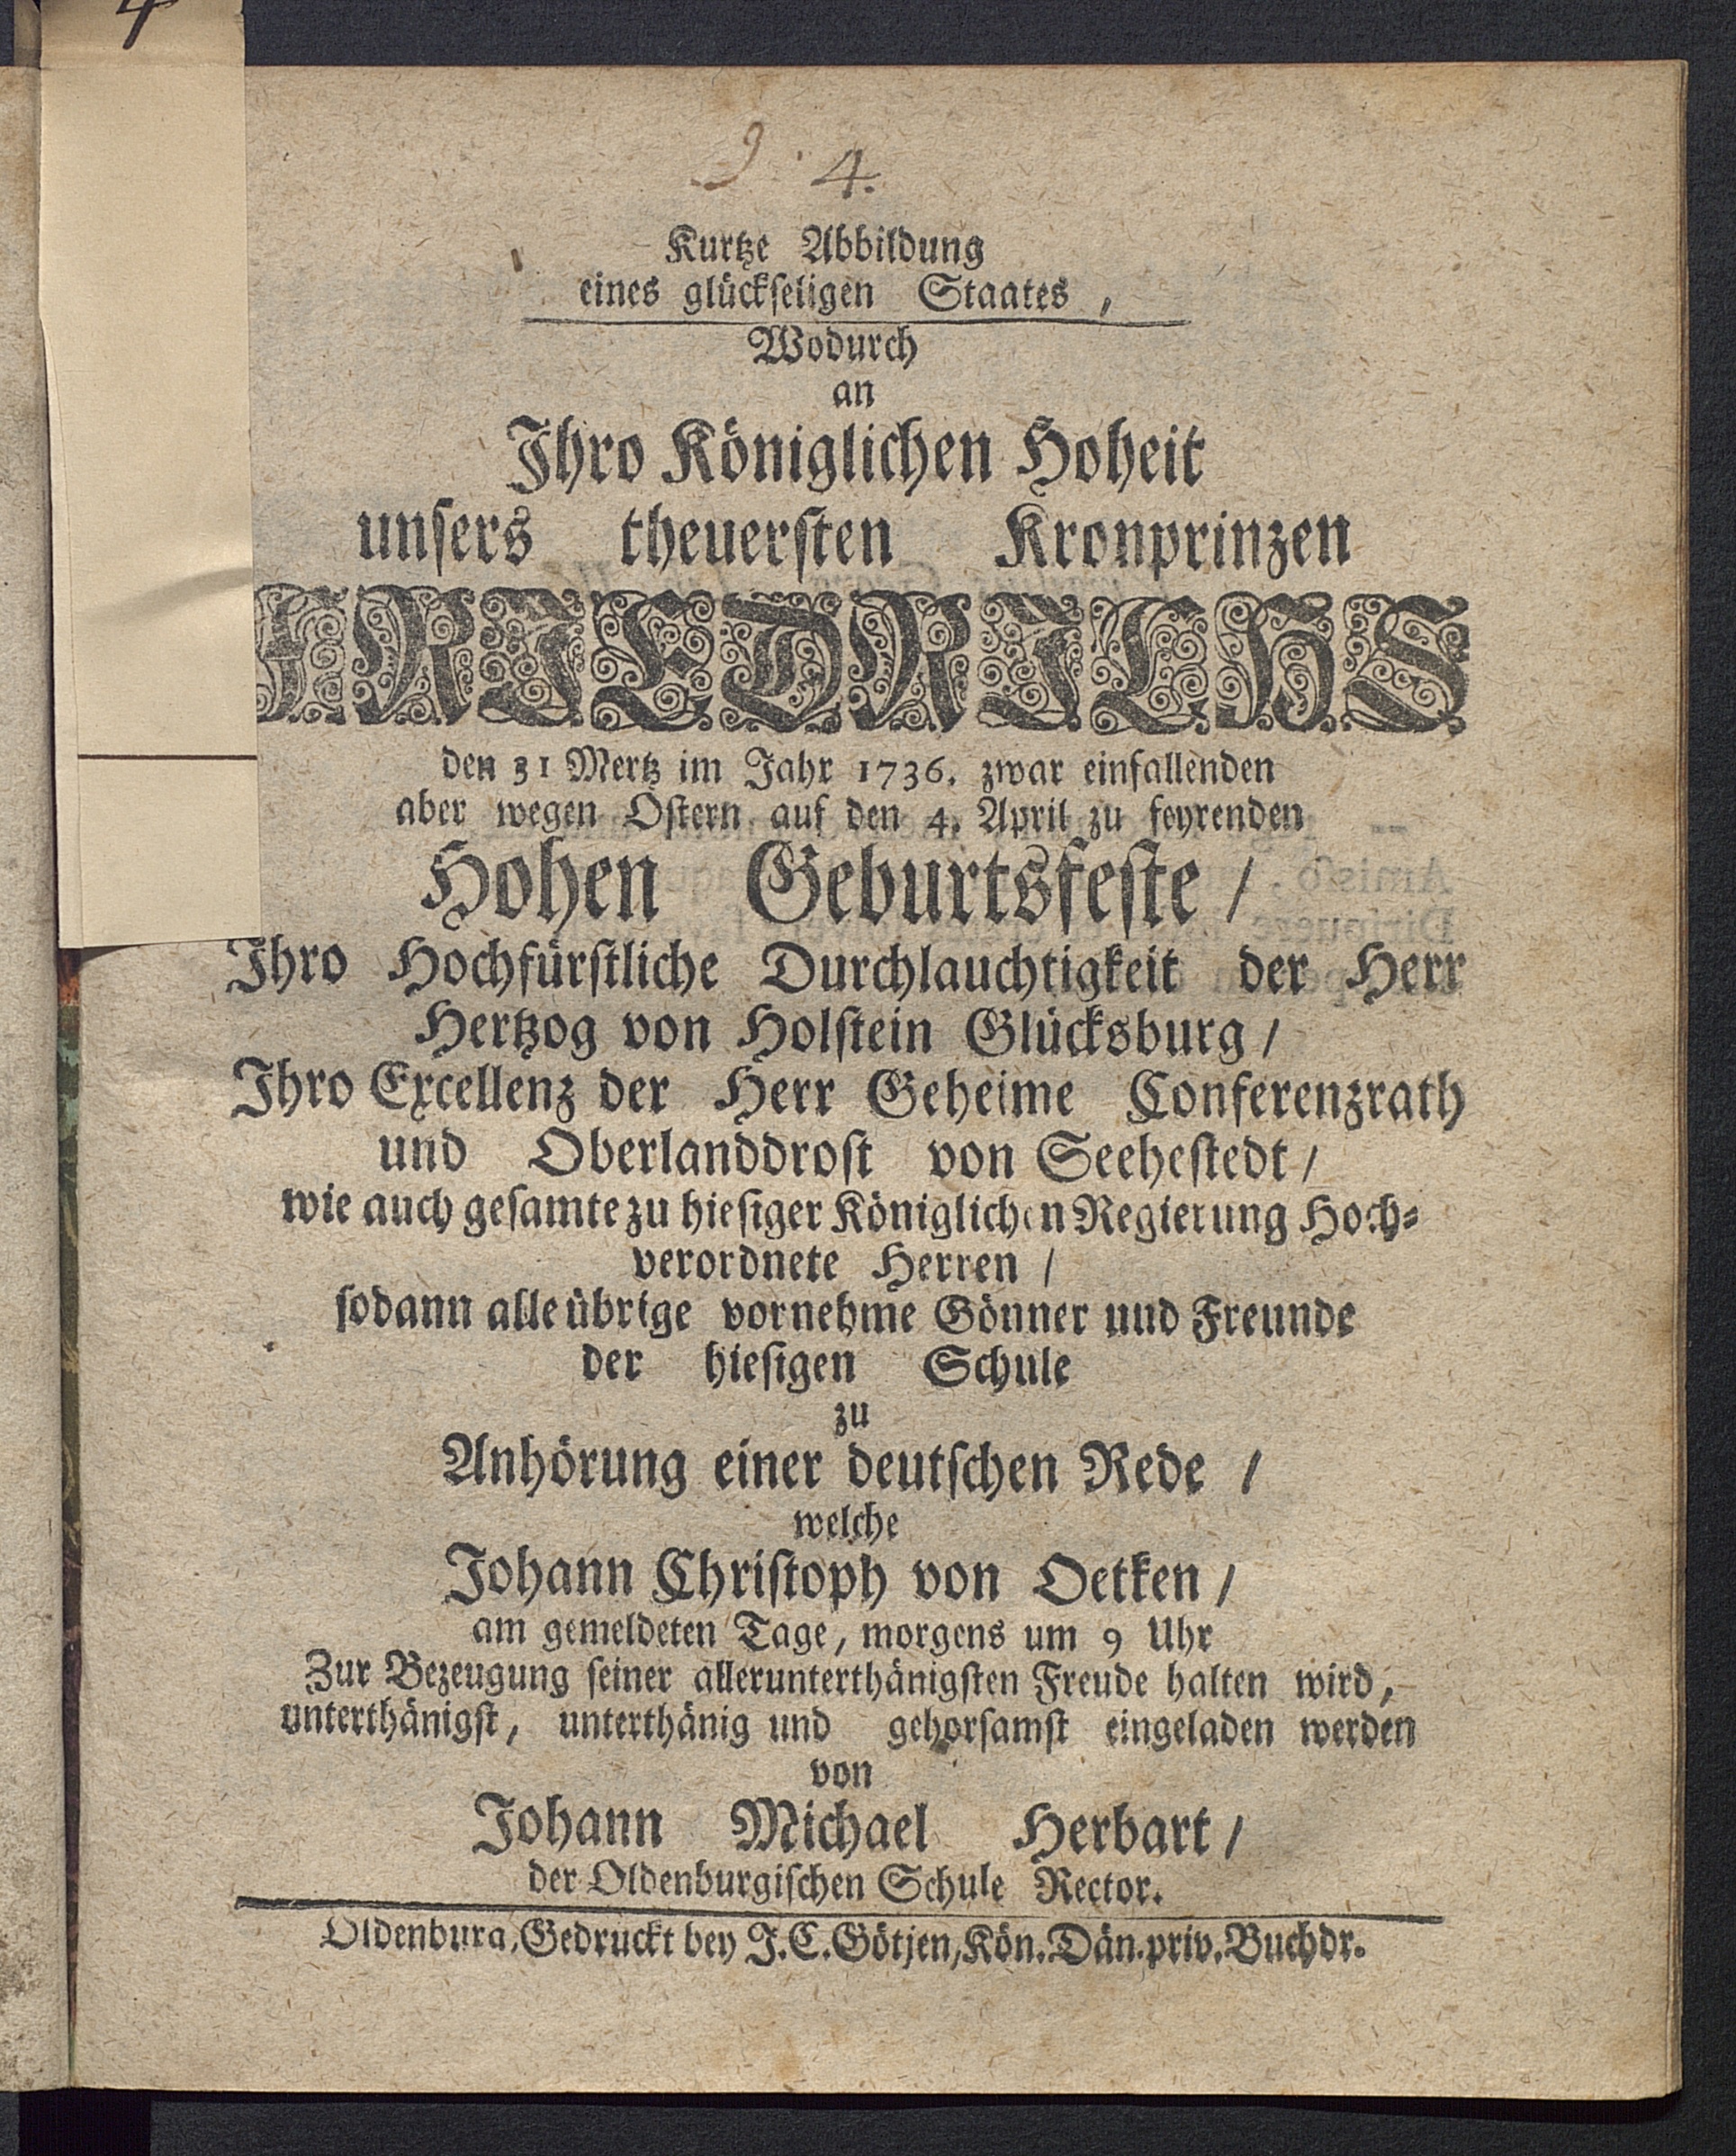 4
9. 4.
Kurtze Abbildung
eines glückseligen Staates,
Wodurch
an
Ihro Königlichen Hoheit
unsers theuersten Kronprinzen
FRIEDRICHS
den 31 Mertz im Jahr 1736. zwar einfallenden
aber wegen Ostern auf den 4. April zu feyrenden
Hohen Geburtsfeste /
Ihro Hochfürstliche Durchlauchtigkeit der Herr
Hertzog von Holstein Glücksburg /
Ihro Excellenz der Herr Geheime Conferenzrath
und Oberlanddrost von Seehestedt /
wie auch gesamte zu hiesiger Königlichen Regierung Hoch-
verordnete Herren /
sodann alle übrige vornehme Gönner und Freunde
der hiesigen Schule
zu
Anhörung einer deutschen Rede /
welche
Johann Christoph von Oetken /
am gemeldeten Tage, morgens um 9 Uhr
Zur Bezeugung seiner allerunterthänigsten Freude halten wird,
unterthänigst, unterthänig und gehorsamst eingeladen werden
von
Johann Michael Herbart /
der Oldenburgischen Schule Rector.
Oldenburg, Gedruckt bey J. C. Götjen, Kön. Dän. priv. Buchdr.